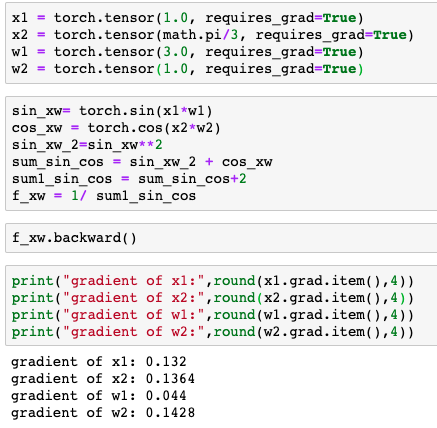 x1 = torch.tensor(1.0, requires_grad=True)
x2 = torch.tensor(math.pi/3, requires_grad=True)
w1 = torch.tensor(3.0, requires_grad=True)
w2 = torch.tensor(1.0, requires_grad=True)
sin_xw= torch.sin(x1*w1)
cos_xw = torch.cos(x2*w2)
sin_xw_2=sin_xw**2
sum_sin_cos = sin_xw_2 + cos_xw
sum1_sin_cos = sum_sin_cos+2
f_xw = 1/ sum1_sin_cos
f_xw.backward()
print("gradient of x1:",round(x1.grad.item(),4))
print("gradient of x2:",round(x2.grad.item(),4))
print("gradient of w1:",round(w1.grad.item(),4))
print("gradient of w2:",round(w2.grad.item(),4))
gradient of x1: 0.132
gradient of x2: 0.1364
gradient of w1: 0.044
gradient of w2: 0.1428